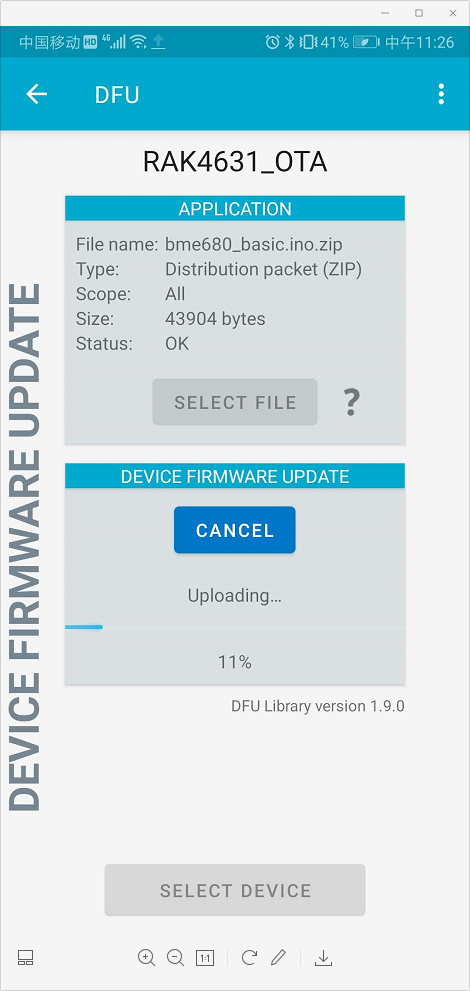 中国移动 HD 4G 41% 中午11:26
DFU
RAK4631_OTA
APPLICATION
File name: bme680_basic.ino.zip
Type: Distribution packet (ZIP)
Scope: All
Size: 43904 bytes
Status: OK
SELECT FILE ?
DEVICE FIRMWARE UPDATE
CANCEL
Uploading…
11%
DFU Library version 1.9.0
DEVICE FIRMWARE UPDATE
SELECT DEVICE
1:1